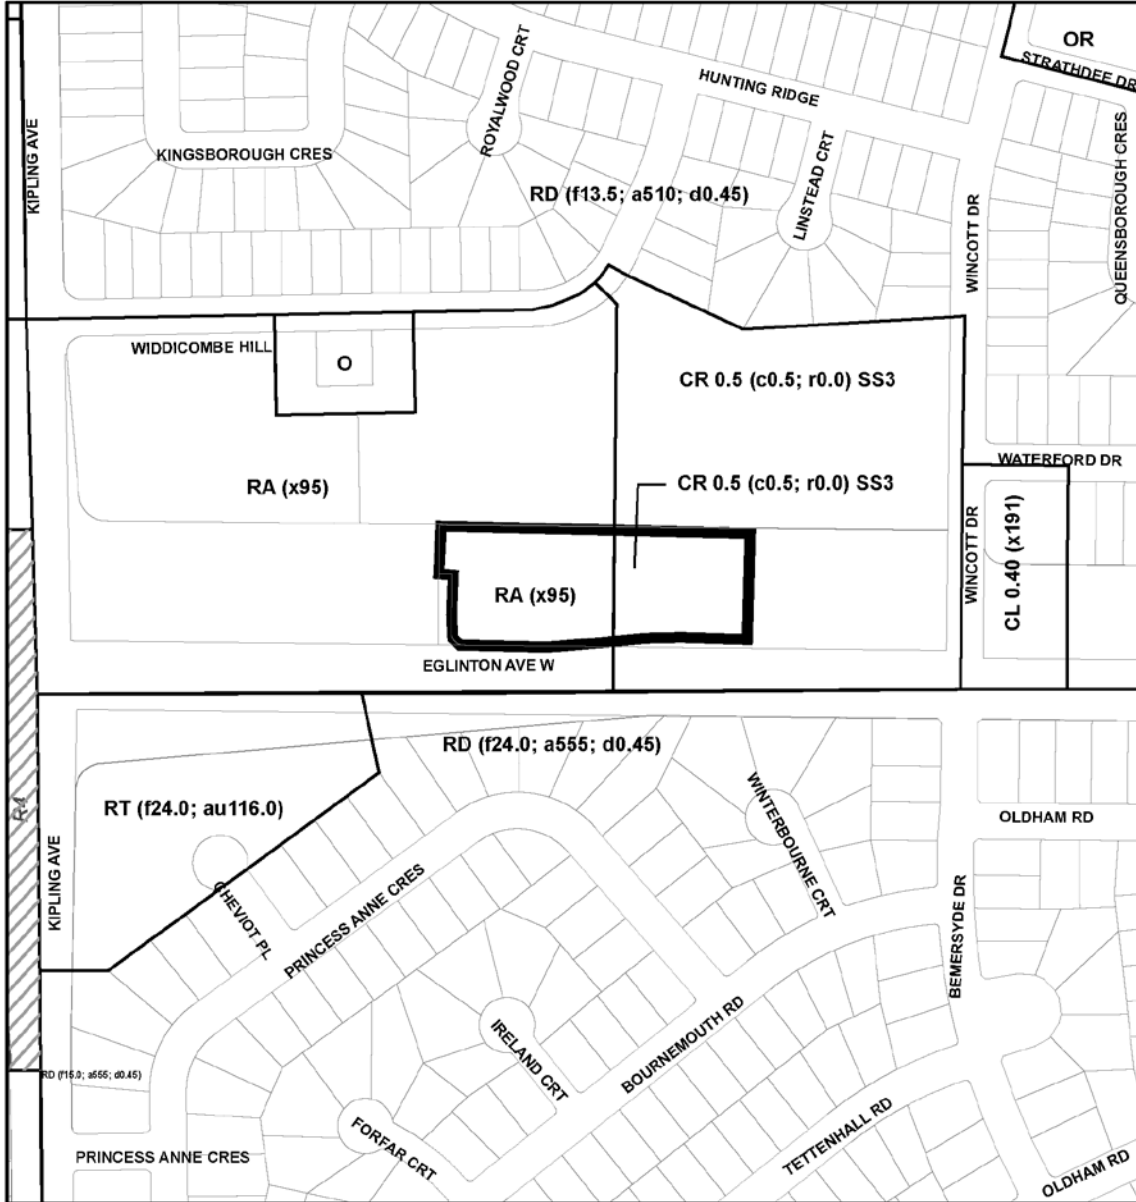 OR
STRATHDEE DR
ROYALWOOD CRT
HUNTING RIDGE
KIPLING AVE
KINGSBOROUGH CRES
LINSTEAD CRT
QUEENSBOROUGH CRES
RD (f13.5; a510; d0.45)
WINCOTT DR
WIDDICOMBE HILL
O
CR 0.5 (c0.5; r0.0) SS3
WATERFORD DR
RA (x95)
CR 0.5 (c0.5; r0.0) SS3
WINCOTT DR
CL 0.40 (x191)
RA (x95)
EGLINTON AVE W
RD (f24.0; a555; d0.45)
R4
RT (f24.0; au116.0)
WINTERBOURNE CRT
OLDHAM RD
KIPLING AVE
CHEVIOT PL
PRINCESS ANNE CRES
BEMERSYDE DR
IRELAND CRT
BOURNEMOUTH RD
RD (f15.0; a555; d0.45)
FORFAR CRT
TETTENHALL RD
PRINCESS ANNE CRES
OLDHAM RD